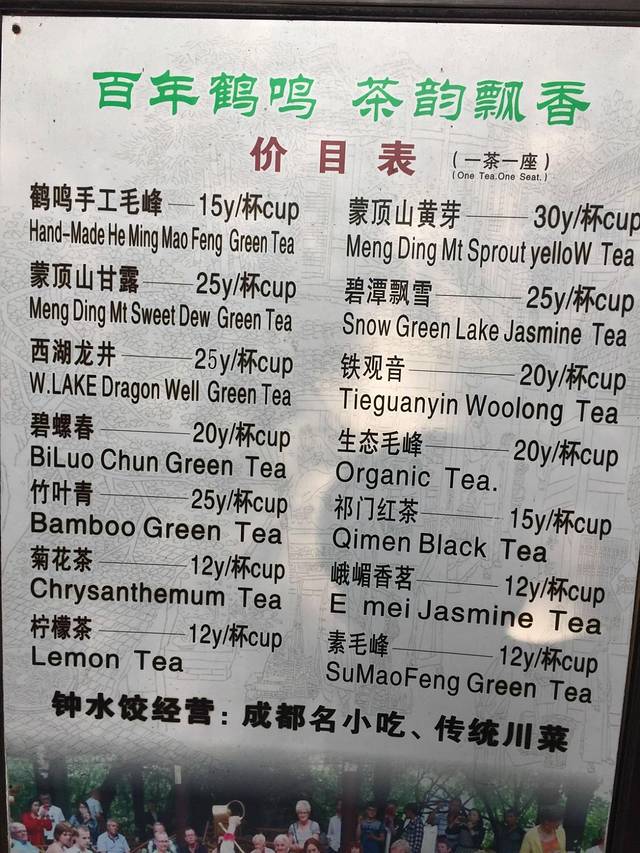 百年鹤鸣 茶韵飘香
价目表 （一茶一座）
(One Tea.One Seat.)
鹤鸣手工毛峰 — 15y/杯cup
Hand-Made He Ming Mao Feng Green Tea
蒙顶山甘露 — 25y/杯cup
Meng Ding Mt Sweet Dew Green Tea
西湖龙井 — 25y/杯cup
W.LAKE Dragon Well Green Tea
碧螺春 — 20y/杯cup
BiLuo Chun Green Tea
竹叶青 — 25y/杯cup
Bamboo Green Tea
菊花茶 — 12y/杯cup
Chrysanthemum Tea
柠檬茶 — 12y/杯cup
Lemon Tea
蒙顶山黄芽 — 30y/杯cup
Meng Ding Mt Sprout yelloW Tea
碧潭飘雪 — 25y/杯cup
Snow Green Lake Jasmine Tea
铁观音 — 20y/杯cup
Tieguanyin Woolong Tea
生态毛峰 — 20y/杯cup
Organic Tea.
祁门红茶 — 15y/杯cup
Qimen Black Tea
峨嵋香茗 — 12y/杯cup
E mei Jasmine Tea
素毛峰 — 12y/杯cup
SuMaoFeng Green Tea
钟水饺经营：成都名小吃、传统川菜